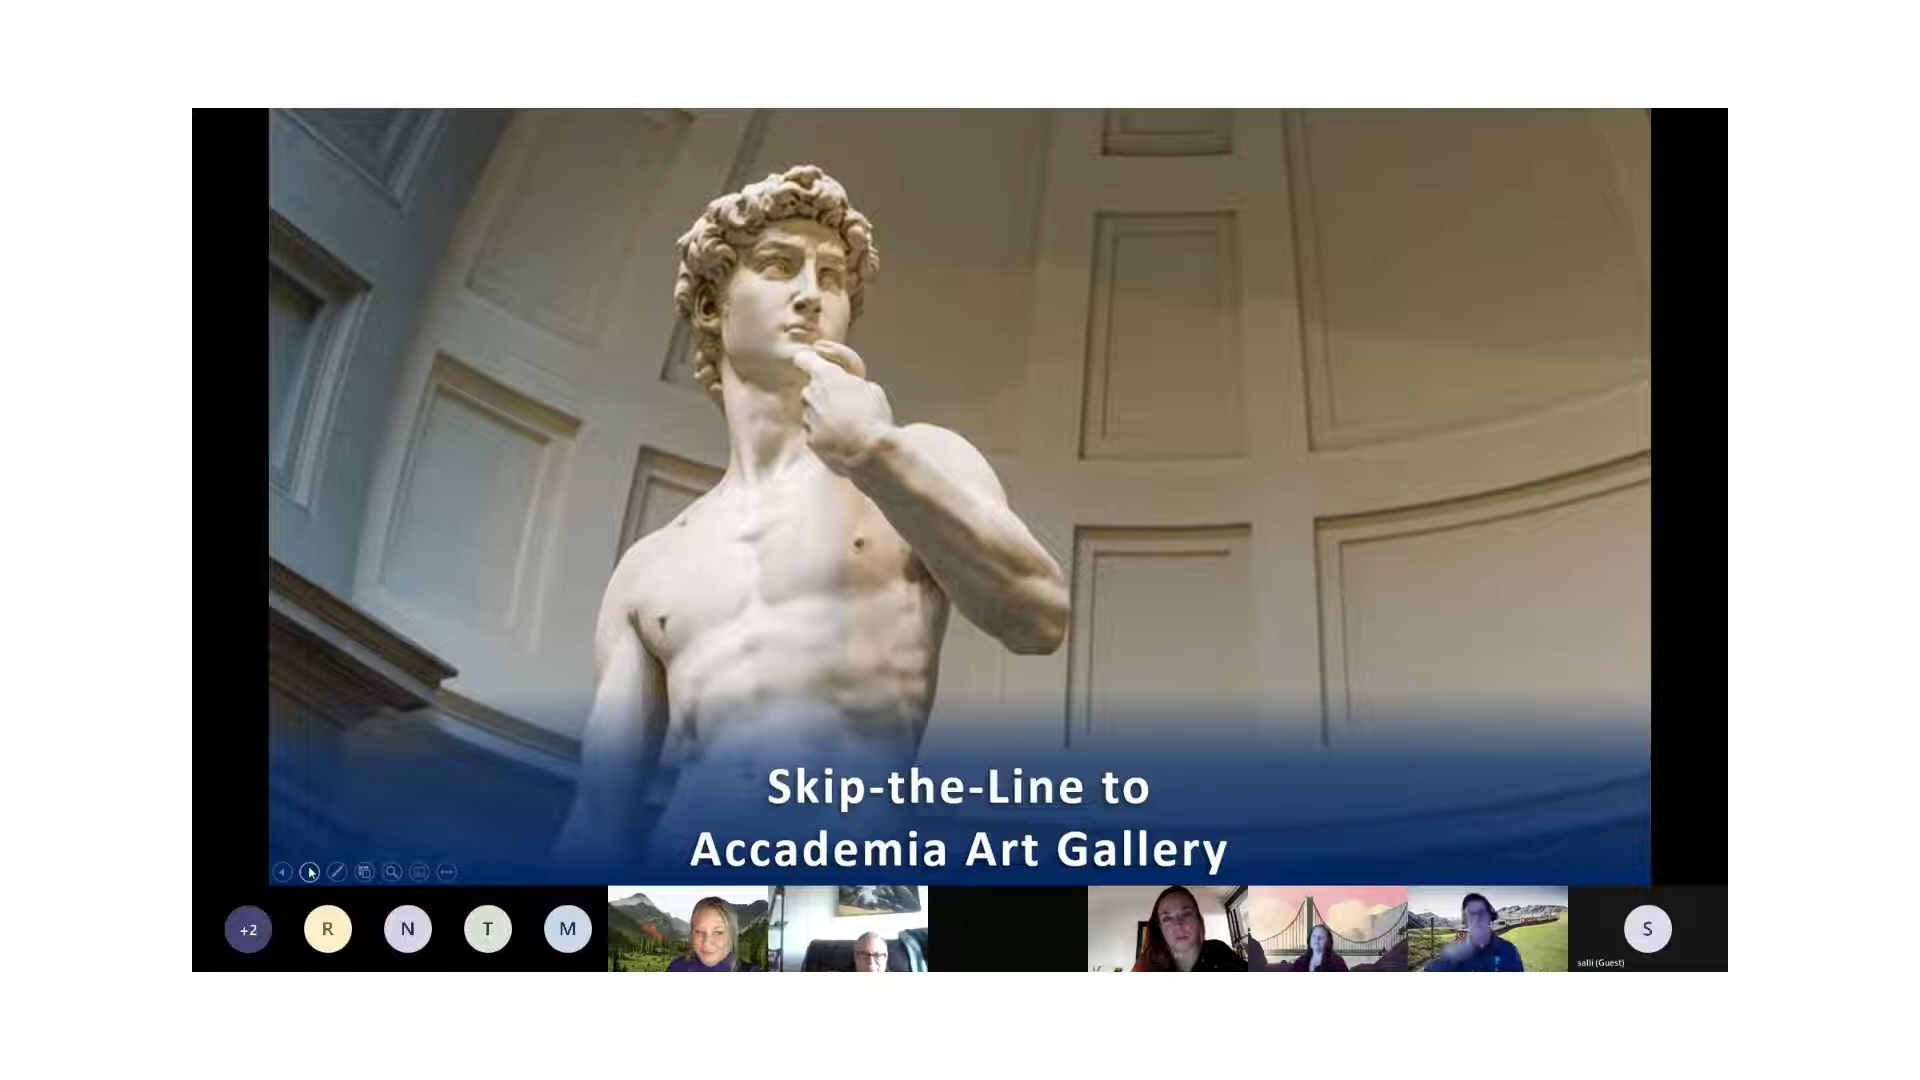 Skip-the-Line to
Accademia Art Gallery
+2
R
N
T
M
S
salli (Guest)